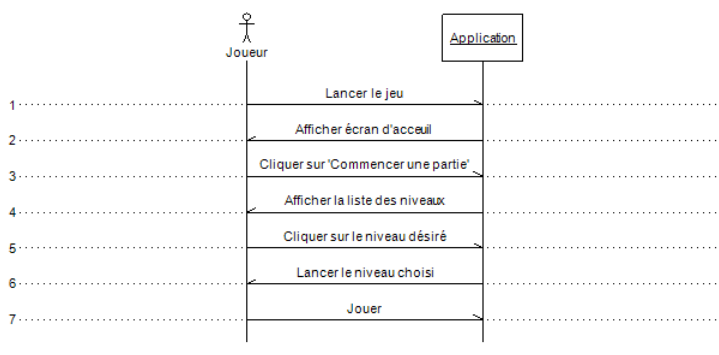 Joueur
Application
Lancer le jeu
1
Afficher écran d'acceuil
2
Cliquer sur 'Commencer une partie'
3
Afficher la liste des niveaux
4
Cliquer sur le niveau désiré
5
Lancer le niveau choisi
6
Jouer
7